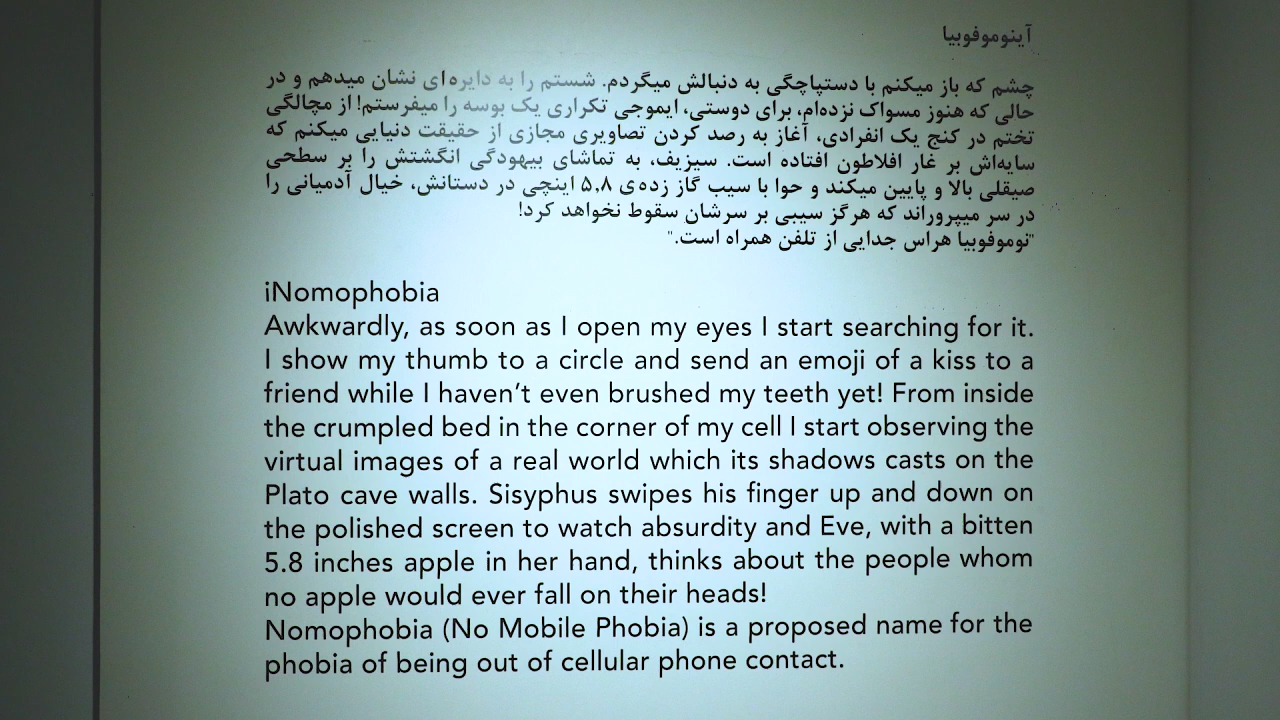 آینوموفوبیا
چشم که باز میکنم با دستپاچگی به دنبالش میگردم. شستم را به دایره‌ای نشان میدهم و در
حالی که هنوز مسواک نزده‌ام، برای دوستی، ایموجی تکراری یک بوسه را میفرستم! از مچالگی
تختم در کنج یک انفرادی، آغاز به رصد کردن تصاویری مجازی از حقیقت دنیایی میکنم که
سایه‌اش بر غار افلاطون افتاده است. سیزیف، به تماشای بیهودگی انگشتش را بر سطحی
صیقلی بالا و پایین میکند و حوا با سیب گاز زده‌ی ۵,۸ اینچی در دستانش، خیال آدمیانی را
در سر میپروراند که هرگز سیبی بر سرشان سقوط نخواهد کرد!
"نوموفوبیا هراس جدایی از تلفن همراه است."
iNomophobia
Awkwardly, as soon as I open my eyes I start searching for it.
I show my thumb to a circle and send an emoji of a kiss to a
friend while I haven't even brushed my teeth yet! From inside
the crumpled bed in the corner of my cell I start observing the
virtual images of a real world which its shadows casts on the
Plato cave walls. Sisyphus swipes his finger up and down on
the polished screen to watch absurdity and Eve, with a bitten
5.8 inches apple in her hand, thinks about the people whom
no apple would ever fall on their heads!
Nomophobia (No Mobile Phobia) is a proposed name for the
phobia of being out of cellular phone contact.